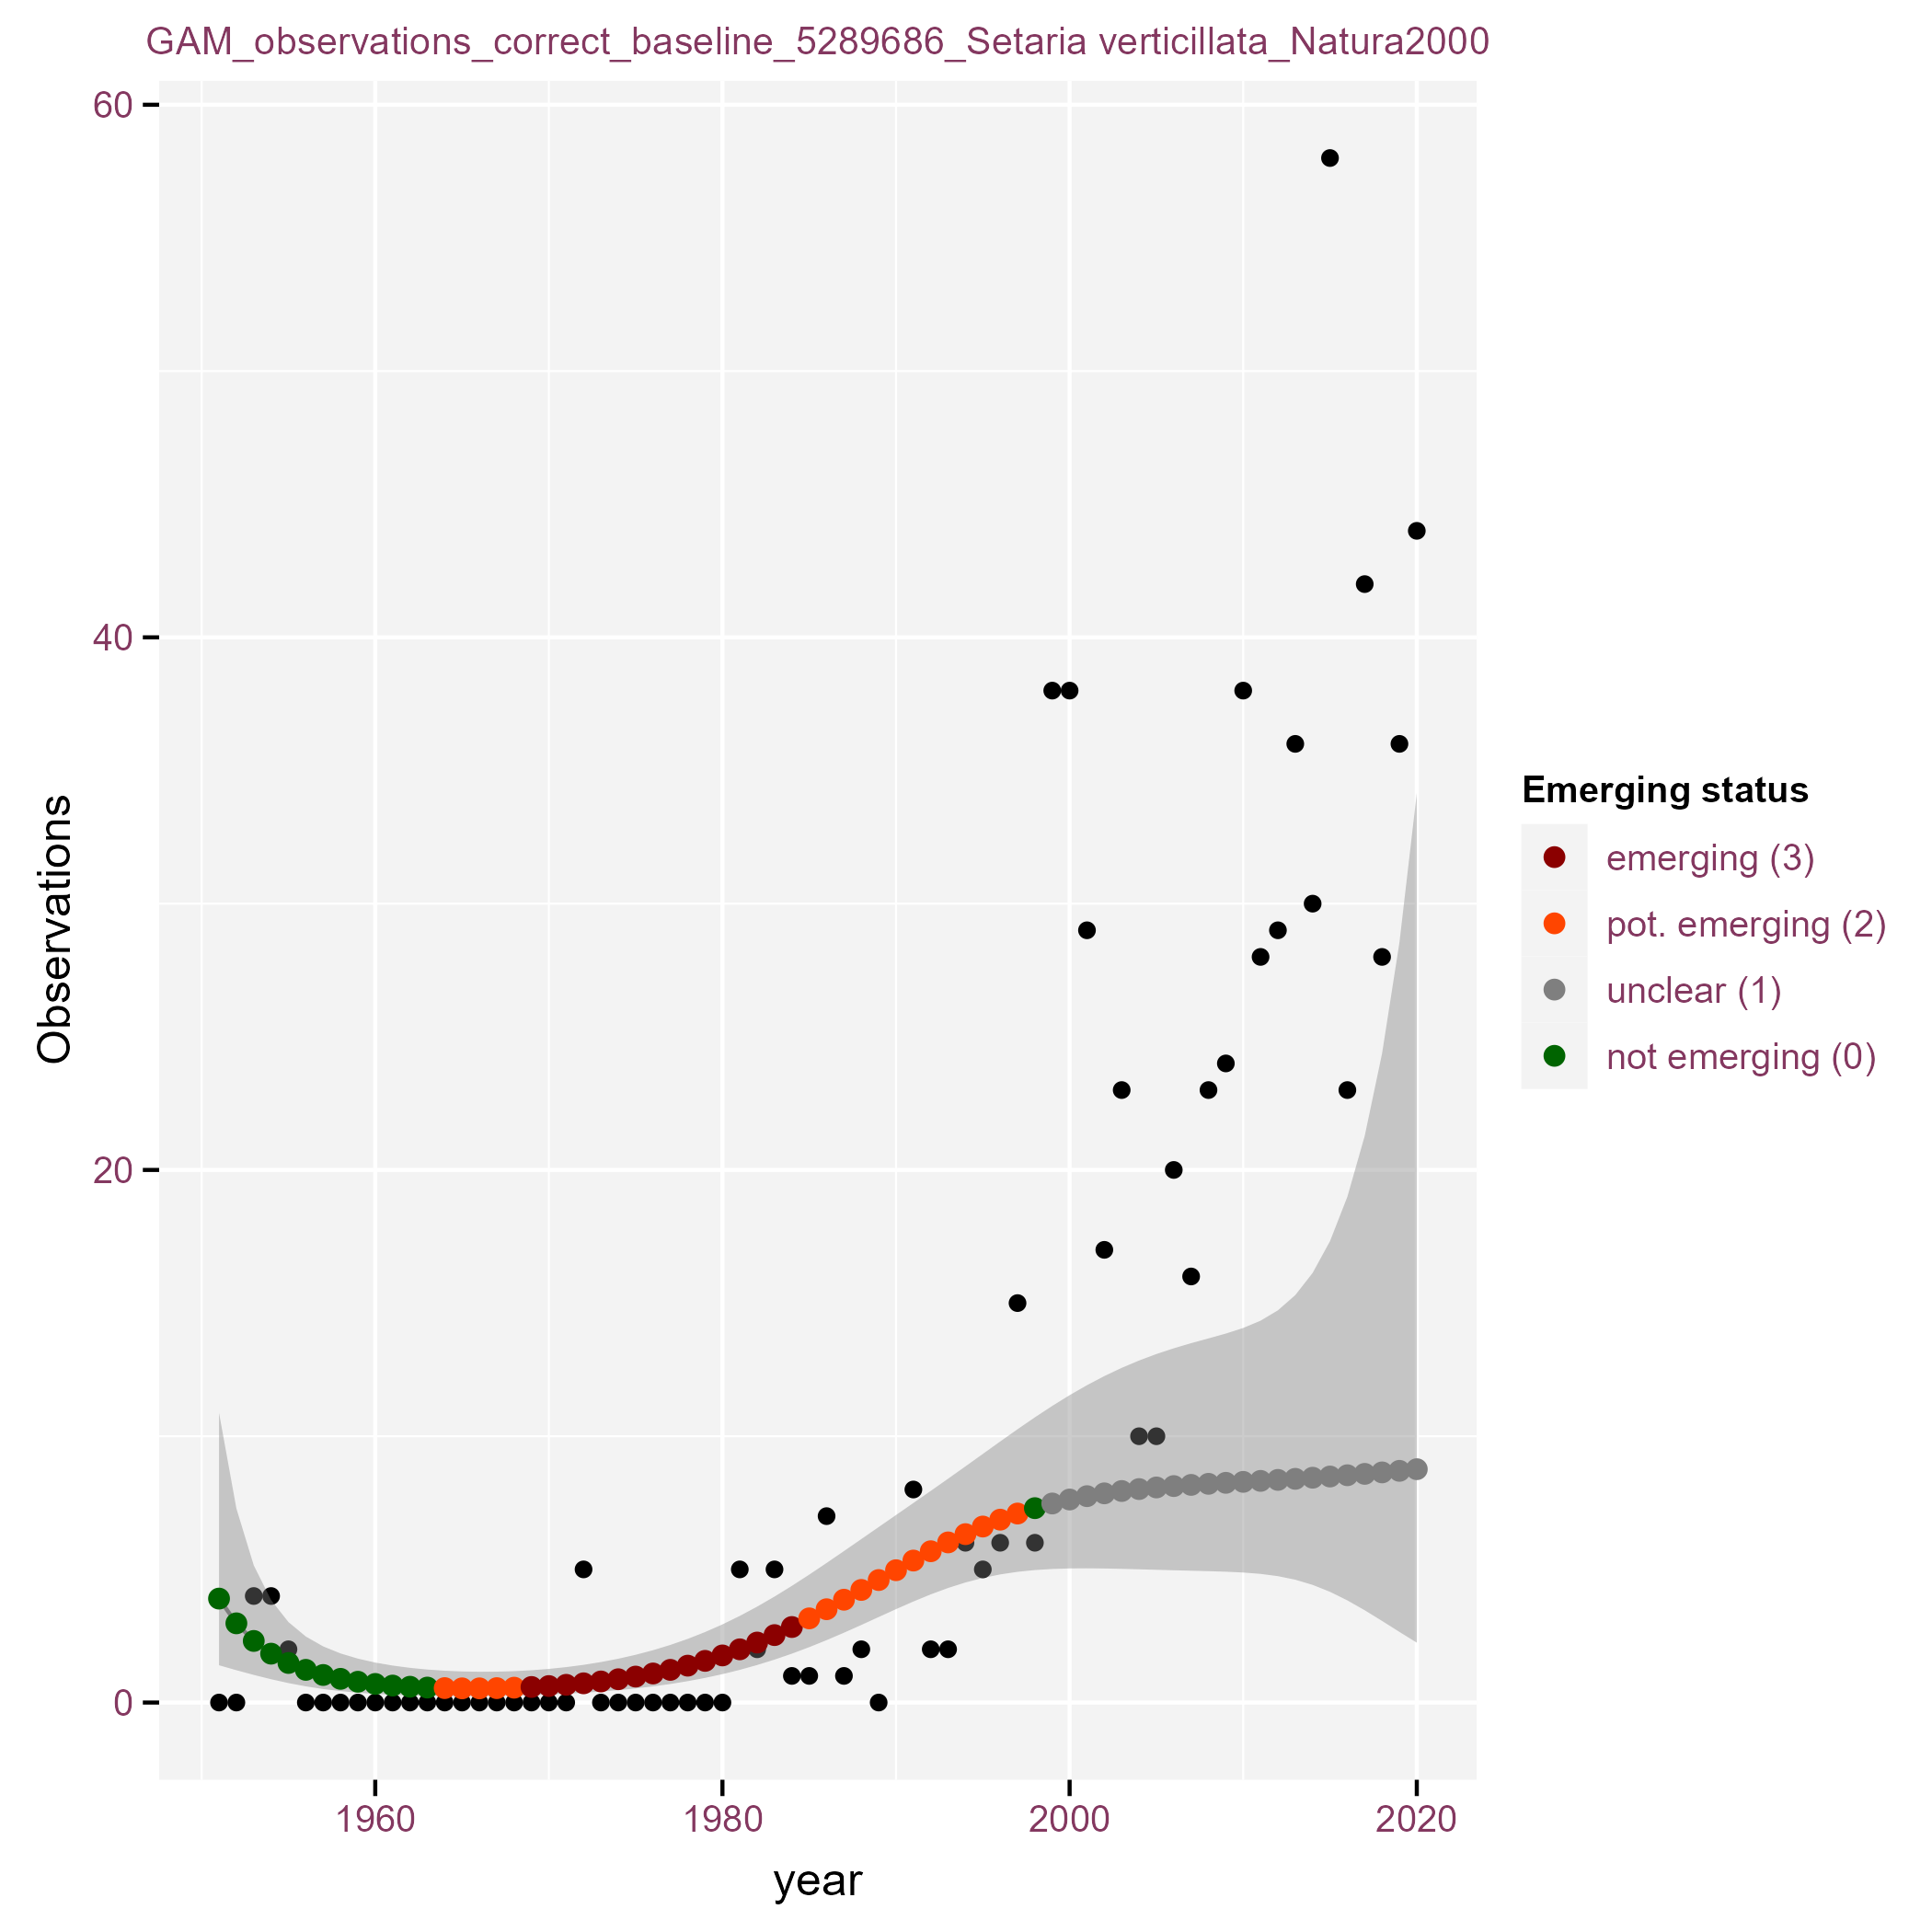 GAM_observations_correct_baseline_5289686_Setaria verticillata_Natura2000
60
40
20
0
Observations
1960
1980
2000
2020
year
Emerging status
emerging (3)
pot. emerging (2)
unclear (1)
not emerging (0)